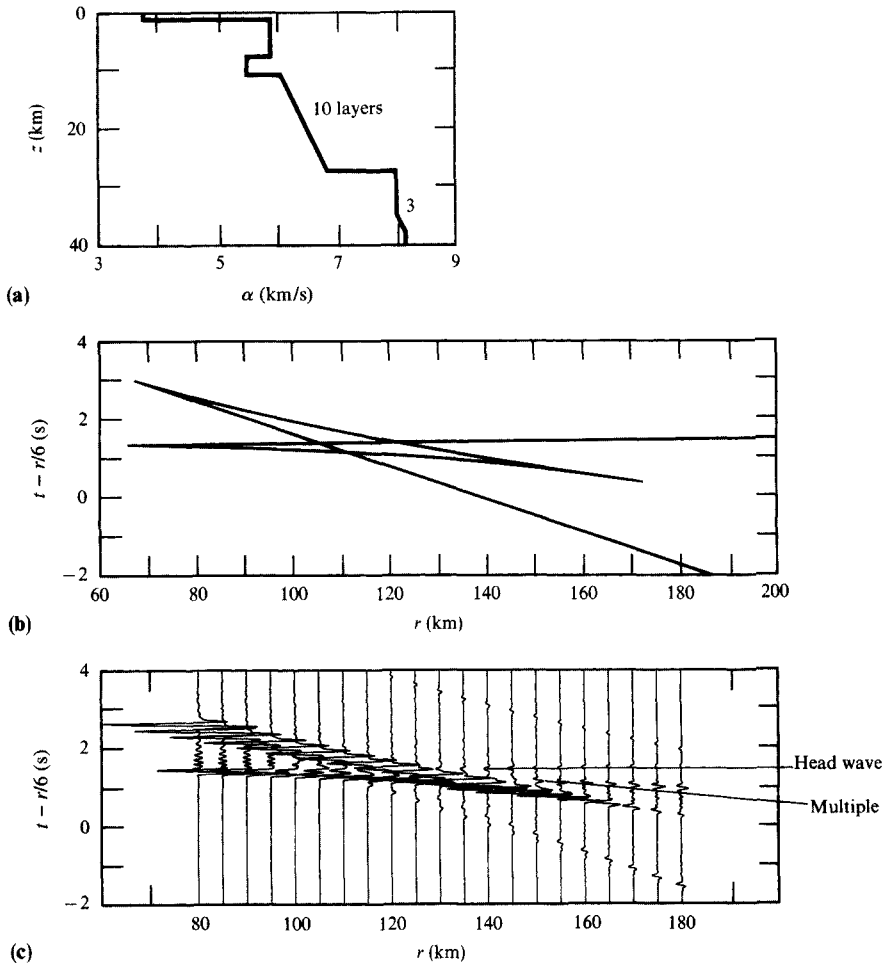 0
20
40
z (km)
10 layers
3
3
5
7
9
(a)
α (km/s)
4
2
0
−2
t − r/6 (s)
60
80
100
120
140
160
180
200
(b)
r (km)
4
2
0
−2
t − r/6 (s)
Head wave
Multiple
80
100
120
140
160
180
(c)
r (km)